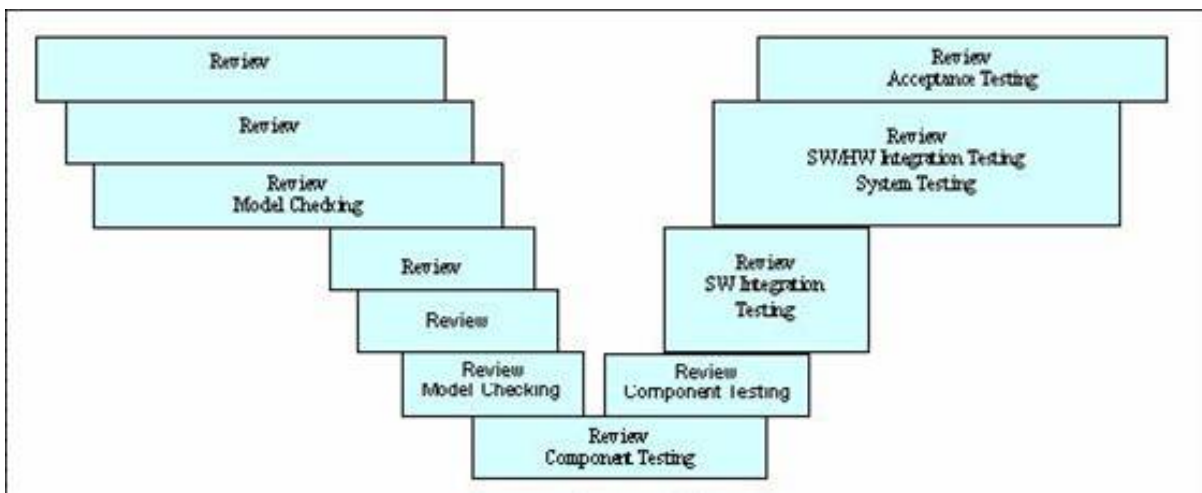 Review
Review
Review
Model Checking
Review
Review
Review
Model Checking
Review
Component Testing
Review
Component Testing
Review
SW Integration
Testing
Review
SW/HW Integration Testing
System Testing
Review
Acceptance Testing